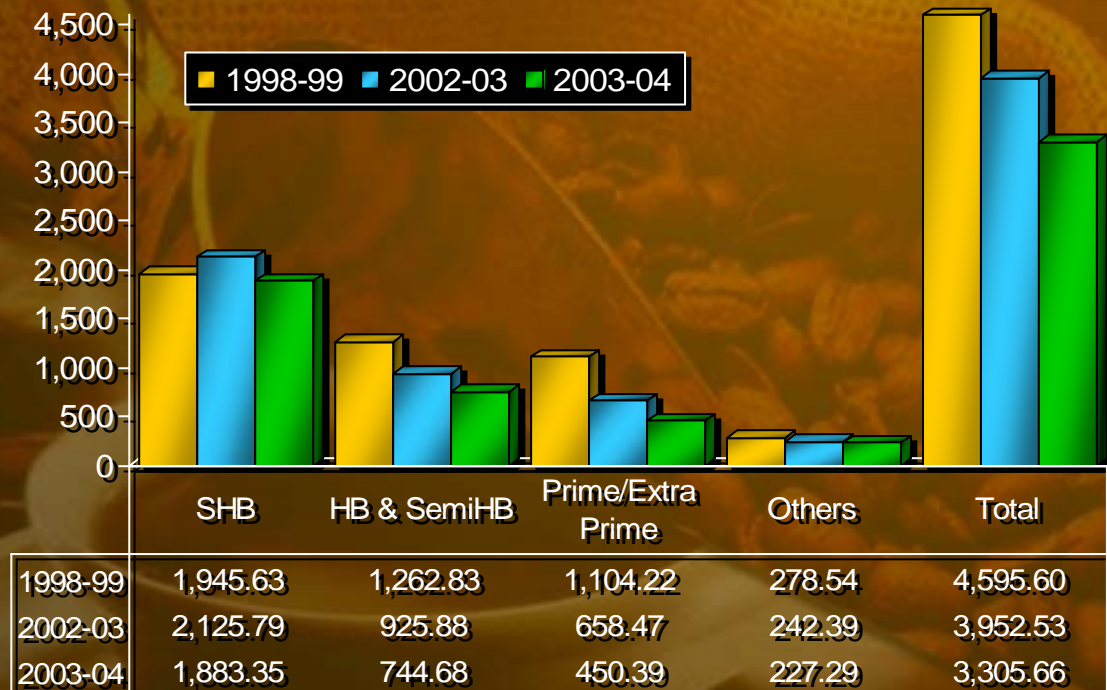 4,500
4,000
3,500
3,000
2,500
2,000
1,500
1,000
500
0
1998-99 2002-03 2003-04
SHB HB & SemiHB Prime/Extra Prime Others Total
1998-99 1,945.63 1,262.83 1,104.22 278.54 4,595.60
2002-03 2,125.79 925.88 658.47 242.39 3,952.53
2003-04 1,883.35 744.68 450.39 227.29 3,305.66